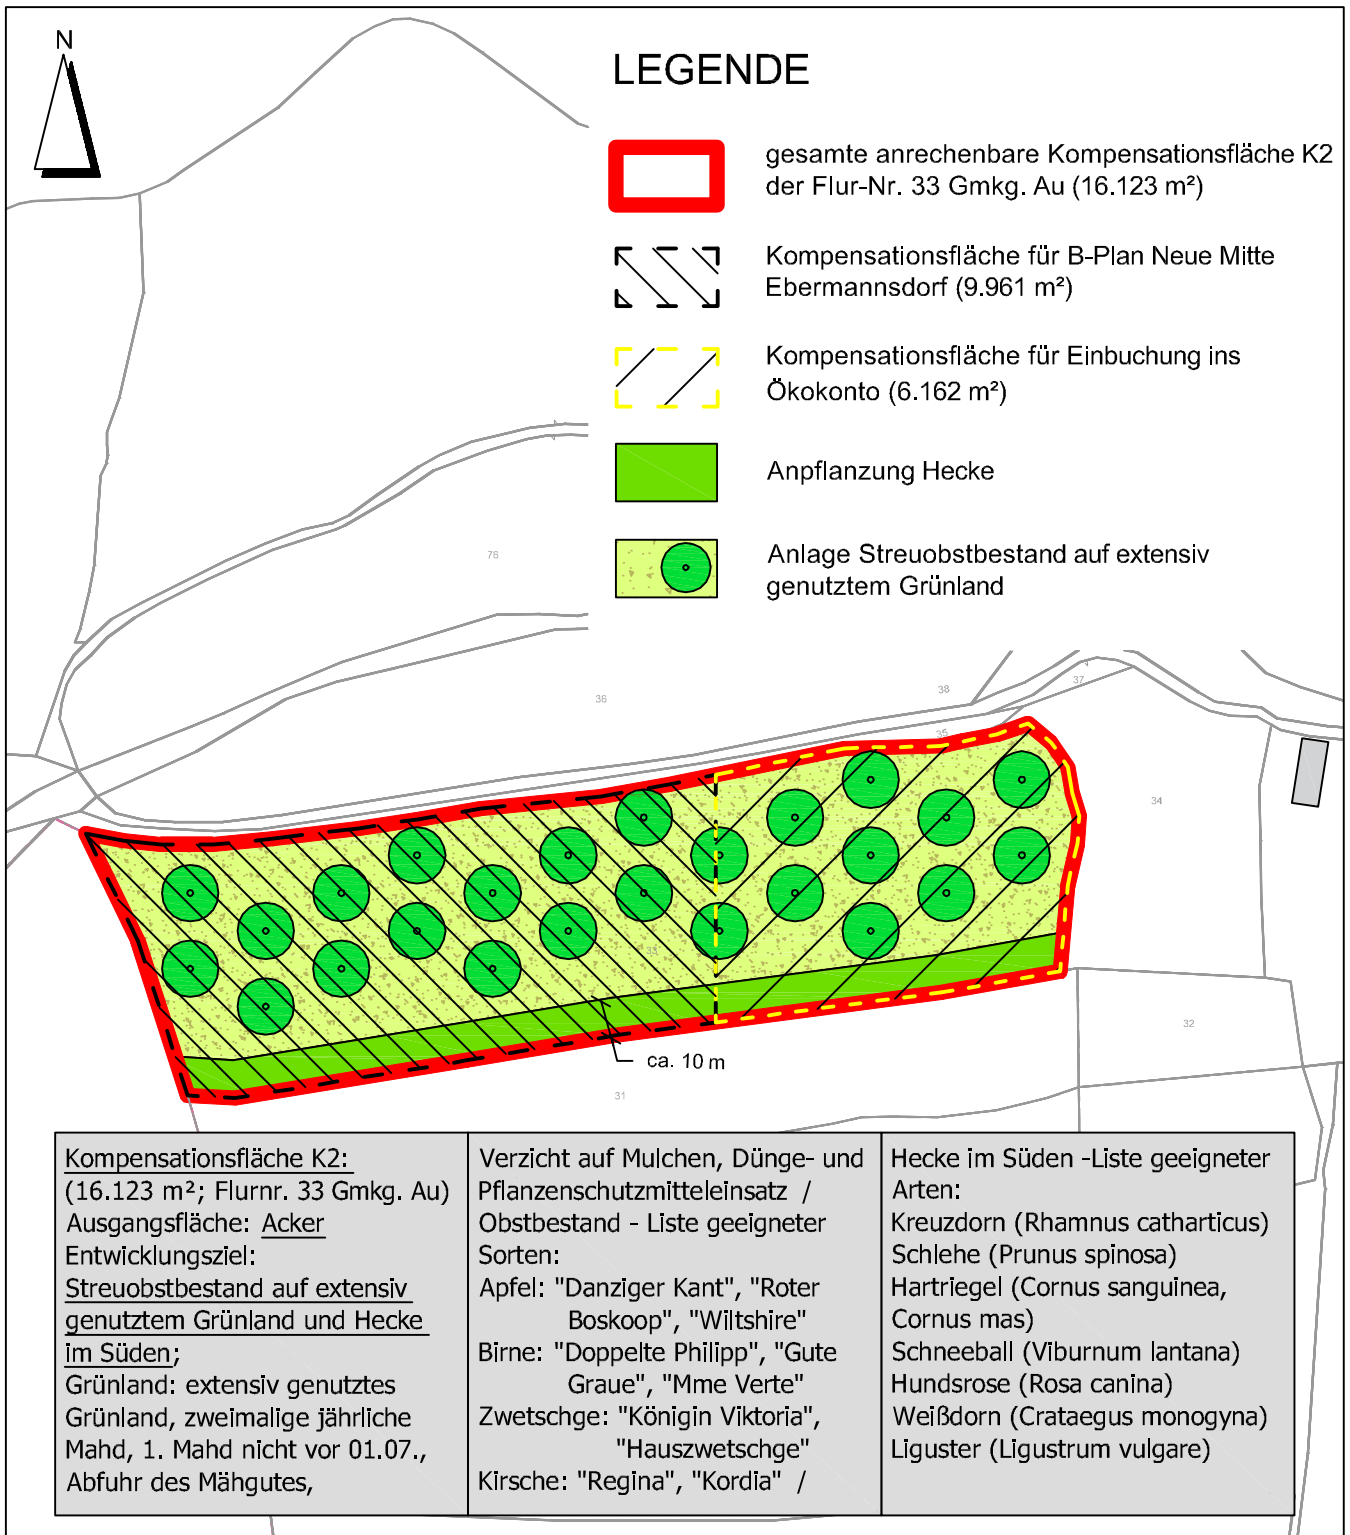 N
LEGENDE
gesamte anrechenbare Kompensationsfläche K2
der Flur-Nr. 33 Gmkg. Au (16.123 m²)
Kompensationsfläche für B-Plan Neue Mitte
Ebermannsdorf (9.961 m²)
Kompensationsfläche für Einbuchung ins
Ökokonto (6.162 m²)
Anpflanzung Hecke
Anlage Streuobstbestand auf extensiv
genutztem Grünland
76
36
38
37
35
34
33
32
31
ca. 10 m
Kompensationsfläche K2:
(16.123 m²; Flurnr. 33 Gmkg. Au)
Ausgangsfläche: Acker
Entwicklungsziel:
Streuobstbestand auf extensiv
genutztem Grünland und Hecke
im Süden;
Grünland: extensiv genutztes
Grünland, zweimalige jährliche
Mahd, 1. Mahd nicht vor 01.07.,
Abfuhr des Mähgutes,
Verzicht auf Mulchen, Dünge- und
Pflanzenschutzmitteleinsatz /
Obstbestand - Liste geeigneter
Sorten:
Apfel: "Danziger Kant", "Roter
Boskoop", "Wiltshire"
Birne: "Doppelte Philipp", "Gute
Graue", "Mme Verte"
Zwetschge: "Königin Viktoria",
"Hauszwetschge"
Kirsche: "Regina", "Kordia" /
Hecke im Süden -Liste geeigneter
Arten:
Kreuzdorn (Rhamnus catharticus)
Schlehe (Prunus spinosa)
Hartriegel (Cornus sanguinea,
Cornus mas)
Schneeball (Viburnum lantana)
Hundsrose (Rosa canina)
Weißdorn (Crataegus monogyna)
Liguster (Ligustrum vulgare)